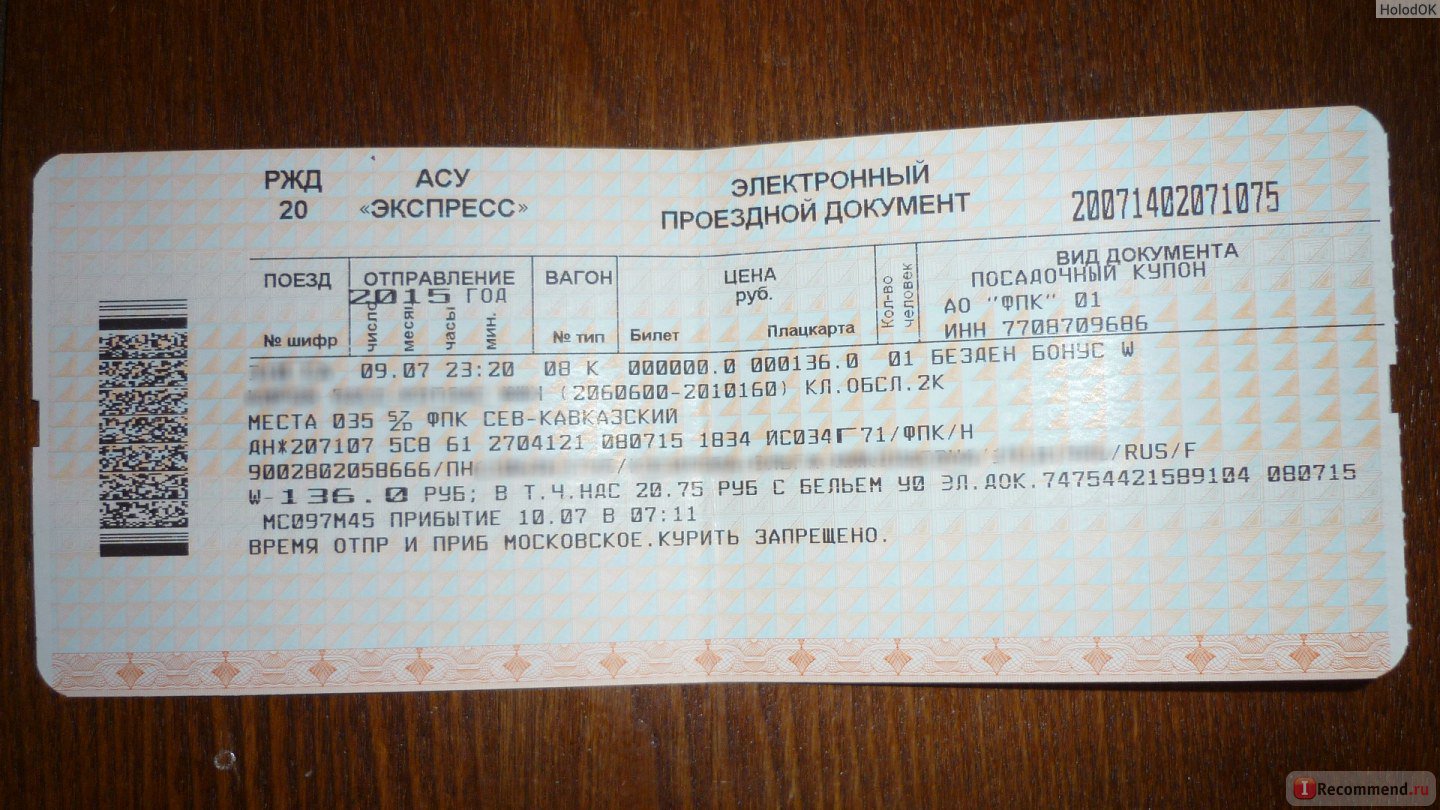 HolodOK
РЖД АСУ ЭЛЕКТРОННЫЙ
20 «ЭКСПРЕСС» ПРОЕЗДНОЙ ДОКУМЕНТ 20071402071075
ПОЕЗД ОТПРАВЛЕНИЕ ВАГОН ЦЕНА Кол-во человек ВИД ДОКУМЕНТА
2015 ГОД руб. ПОСАДОЧНЫЙ КУПОН
АО "ФПК" 01
№ шифр число месяц часы мин. № тип Билет Плацкарта ИНН 7708709686
09.07 23:20 08 К 000000.0 000136.0 01 БЕЗДЕН БОНУС W
(2060600-2010160) КЛ.ОБСЛ.2К
МЕСТА 035 ФПК СЕВ-КАВКАЗСКИЙ
ДН*207107 5С8 61 2704121 080715 1834 ИС034Г71/ФПК/Н
9002802058666/ПН / /RUS/F
W-136.0 РУБ; В Т.Ч.НДС 20.75 РУБ С БЕЛЬЕМ У0 ЭЛ.ДОК.74754421589104 080715
МС097М45 ПРИБЫТИЕ 10.07 В 07:11
ВРЕМЯ ОТПР И ПРИБ МОСКОВСКОЕ.КУРИТЬ ЗАПРЕЩЕНО.
IRecommend.ru